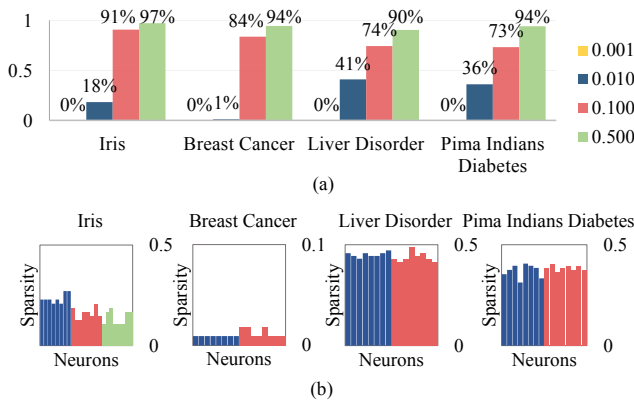 (a)
1
0.5
0
0% 18% 91% 97%
0% 1% 84% 94%
0% 41% 74% 90%
0% 36% 73% 94%
Iris
Breast Cancer
Liver Disorder
Pima Indians
Diabetes
0.001
0.010
0.100
0.500
(a)
Iris
Breast Cancer
Liver Disorder
Pima Indians Diabetes
Sparsity
0.5
0
Neurons
Sparsity
0.1
0
Neurons
Sparsity
0.5
0
Neurons
Sparsity
0.5
0
Neurons
(b)